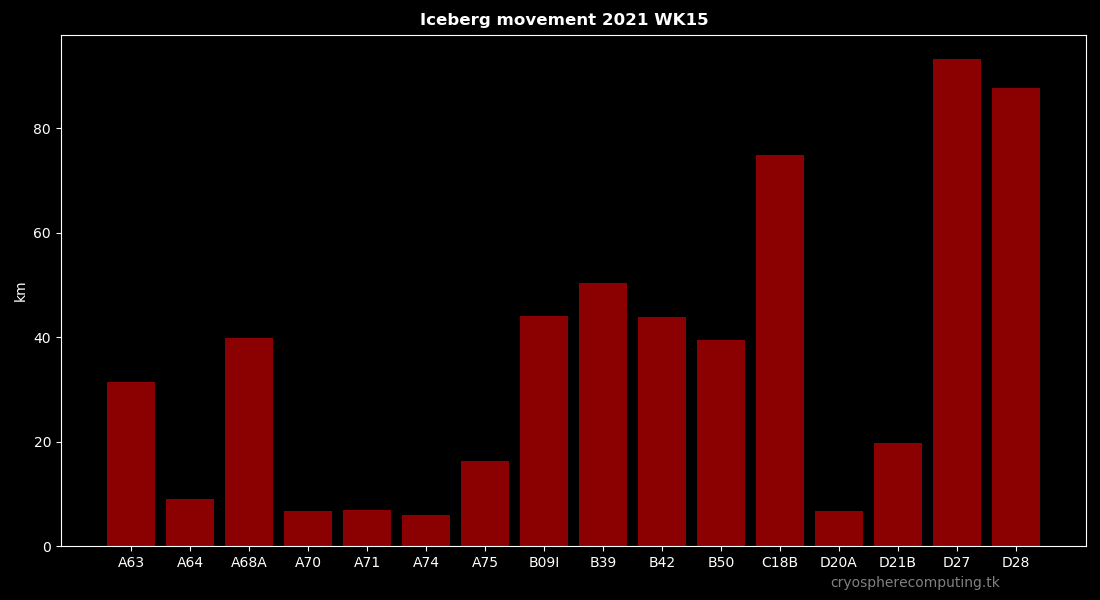 Iceberg movement 2021 WK15
km
80
60
40
20
0
A63 A64 A68A A70 A71 A74 A75 B09I B39 B42 B50 C18B D20A D21B D27 D28
cryospherecomputing.tk